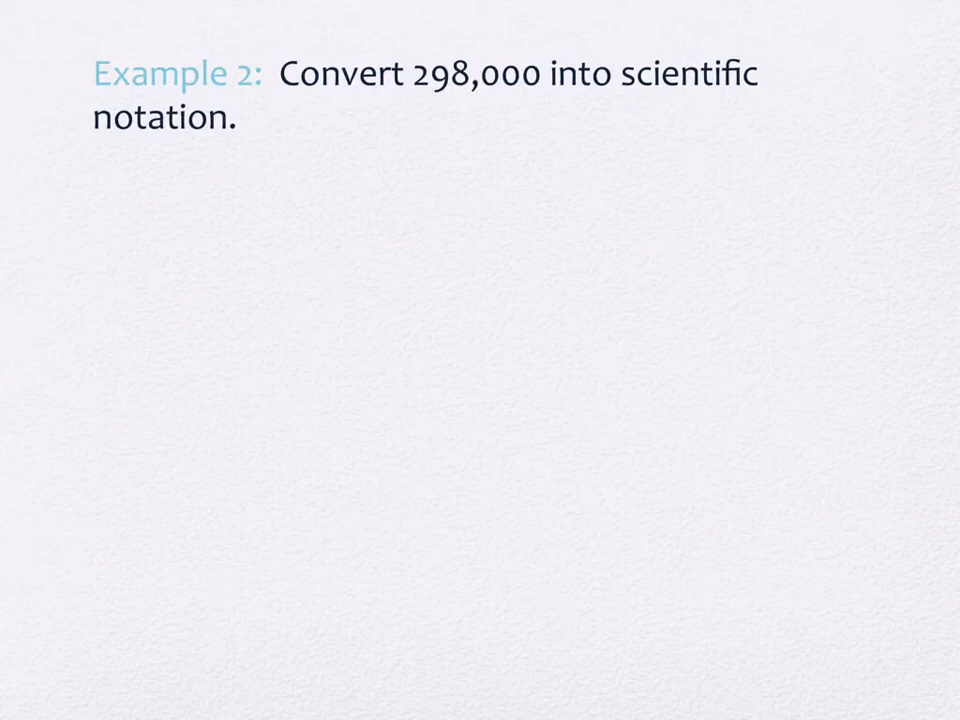 Example 2: Convert 298,000 into scientific
notation.